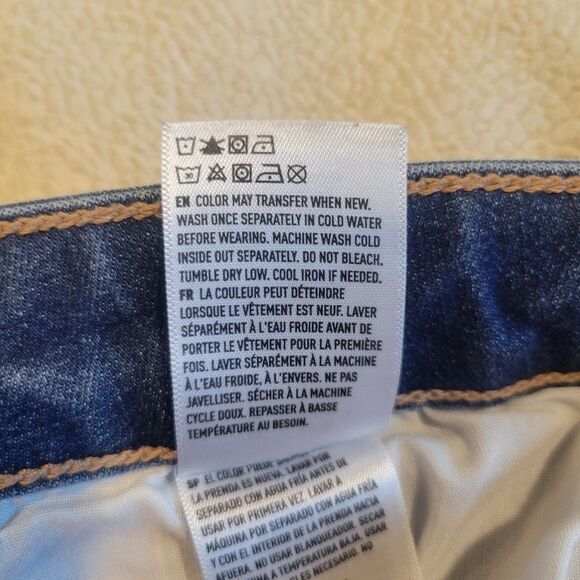 EN COLOR MAY TRANSFER WHEN NEW.
WASH ONCE SEPARATELY IN COLD WATER
BEFORE WEARING. MACHINE WASH COLD
INSIDE OUT SEPARATELY. DO NOT BLEACH.
TUMBLE DRY LOW. COOL IRON IF NEEDED.
FR LA COULEUR PEUT DÉTEINDRE
LORSQUE LE VÊTEMENT EST NEUF. LAVER
SÉPARÉMENT À L'EAU FROIDE AVANT DE
PORTER LE VÊTEMENT POUR LA PREMIÈRE
FOIS. LAVER SÉPARÉMENT À LA MACHINE
À L'EAU FROIDE, À L'ENVERS. NE PAS
JAVELLISER. SÉCHER À LA MACHINE
CYCLE DOUX. REPASSER À BASSE
TEMPÉRATURE AU BESOIN.
SP EL COLOR PUEDE
LA PRENDA ES NUEVA. LAVAR POR
SEPARADO CON AGUA FRÍA ANTES DE
USAR POR PRIMERA VEZ. LAVAR A
MÁQUINA POR SEPARADO CON AGUA FRÍA
Y CON EL INTERIOR DE LA PRENDA HACIA
AFUERA. NO USAR BLANQUEADOR. SECAR
A TEMPERATURA BAJA. USAR
ES NECESARIO. NO